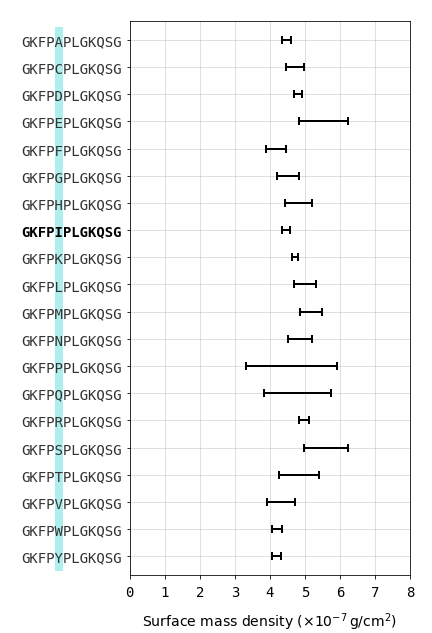 GKFPAPLGKQSG
GKFPCPLGKQSG
GKFPDPLGKQSG
GKFPEPLGKQSG
GKFPFPLGKQSG
GKFPGPLGKQSG
GKFPHPLGKQSG
GKFPIPLGKQSG
GKFPKPLGKQSG
GKFPLPLGKQSG
GKFPMPLGKQSG
GKFPNPLGKQSG
GKFPPPLGKQSG
GKFPQPLGKQSG
GKFPRPLGKQSG
GKFPSPLGKQSG
GKFPTPLGKQSG
GKFPVPLGKQSG
GKFPWPLGKQSG
GKFPYPLGKQSG
0 1 2 3 4 5 6 7 8
Surface mass density (×10⁻⁷ g/cm²)